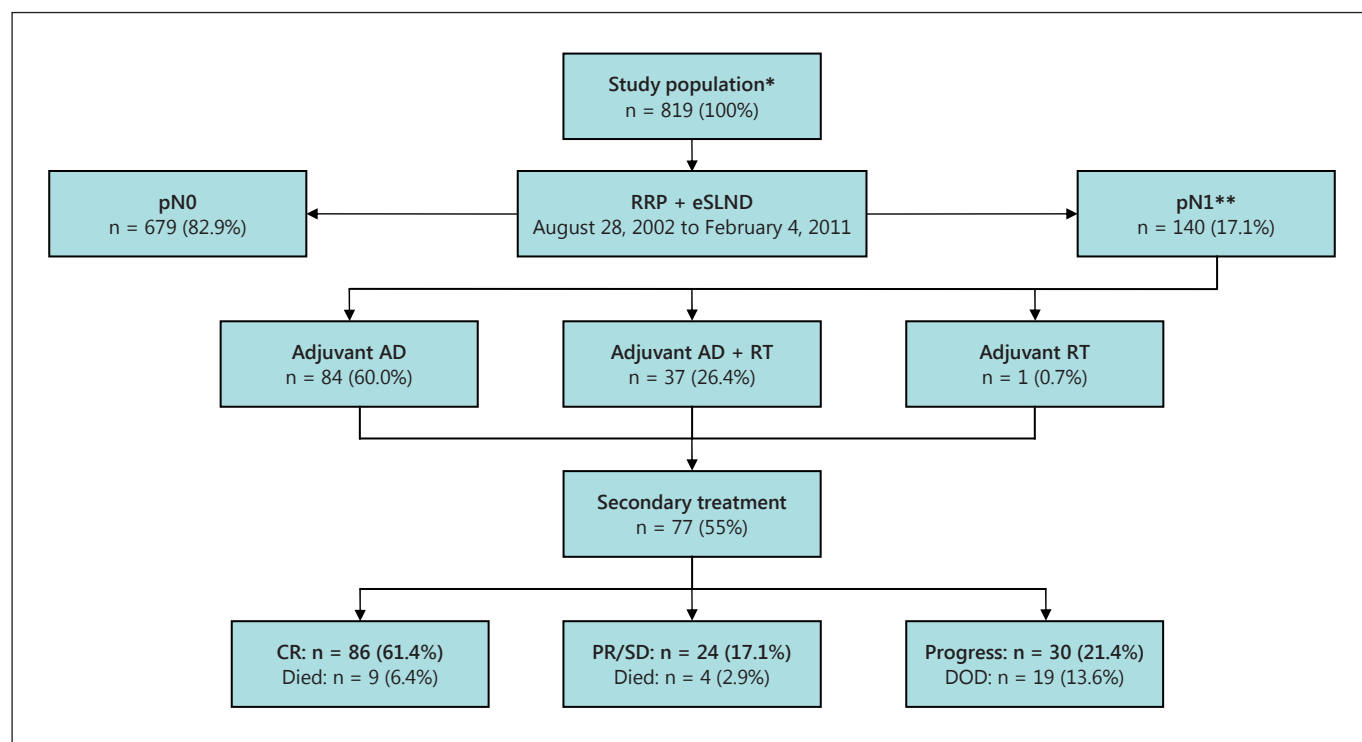 Study population*
n = 819 (100%)
pN0
n = 679 (82.9%)
RRP + eSLND
August 28, 2002 to February 4, 2011
pN1**
n = 140 (17.1%)
Adjuvant AD
n = 84 (60.0%)
Adjuvant AD + RT
n = 37 (26.4%)
Adjuvant RT
n = 1 (0.7%)
Secondary treatment
n = 77 (55%)
CR: n = 86 (61.4%)
Died: n = 9 (6.4%)
PR/SD: n = 24 (17.1%)
Died: n = 4 (2.9%)
Progress: n = 30 (21.4%)
DOD: n = 19 (13.6%)